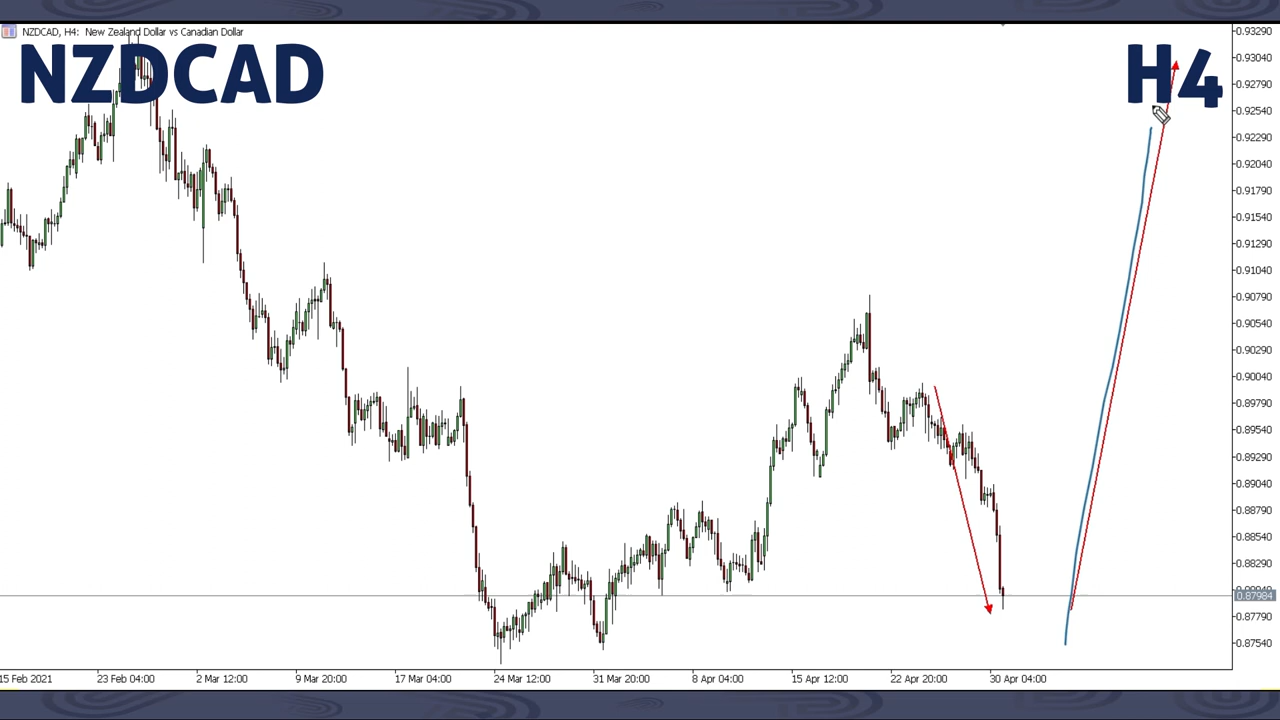 NZDCAD, H4: New Zealand Dollar vs Canadian Dollar
NZDCAD
H4
0.93290
0.93040
0.92790
0.92540
0.92290
0.92040
0.91790
0.91540
0.91290
0.91040
0.90790
0.90540
0.90290
0.90040
0.89790
0.89540
0.89290
0.89040
0.88790
0.88540
0.88290
0.87984
0.87790
0.87540
15 Feb 2021
23 Feb 04:00
2 Mar 12:00
9 Mar 20:00
17 Mar 04:00
24 Mar 12:00
31 Mar 20:00
8 Apr 04:00
15 Apr 12:00
22 Apr 20:00
30 Apr 04:00